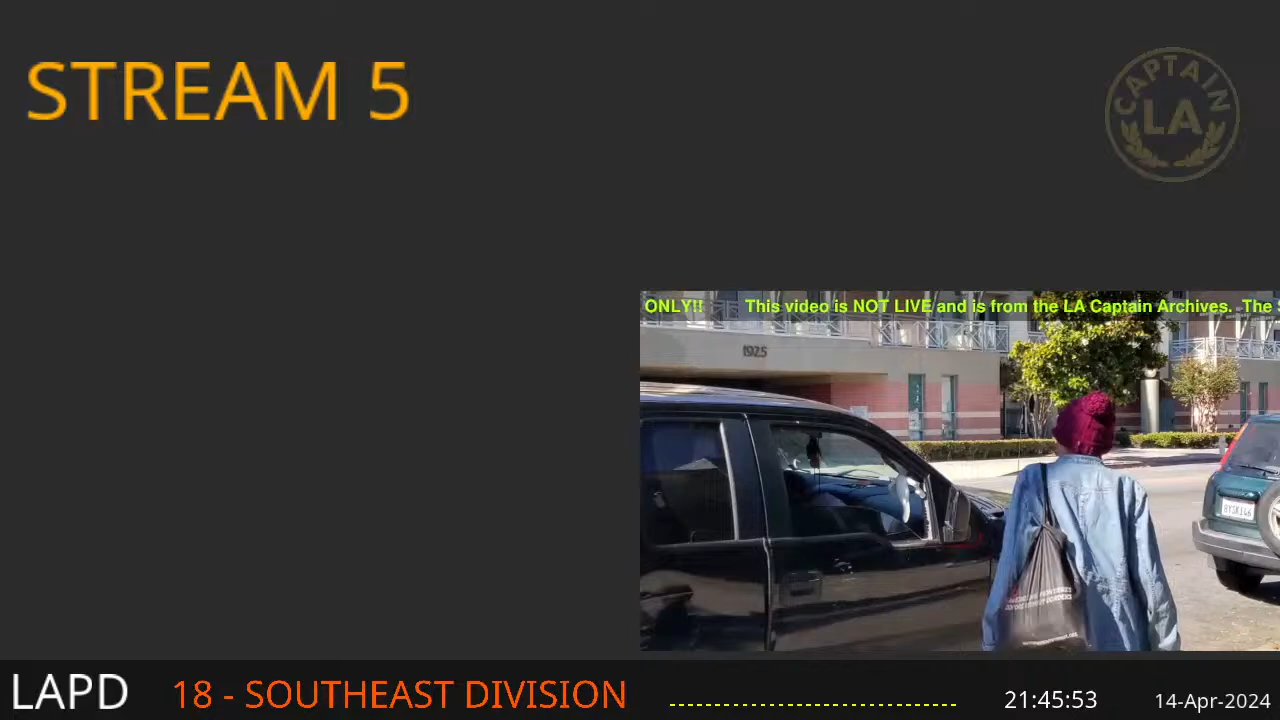 STREAM 5
CAPTAIN
LA
ONLY!! This video is NOT LIVE and is from the LA Captain Archives. The S
1925
LAPD 18 - SOUTHEAST DIVISION 21:45:53 14-Apr-2024